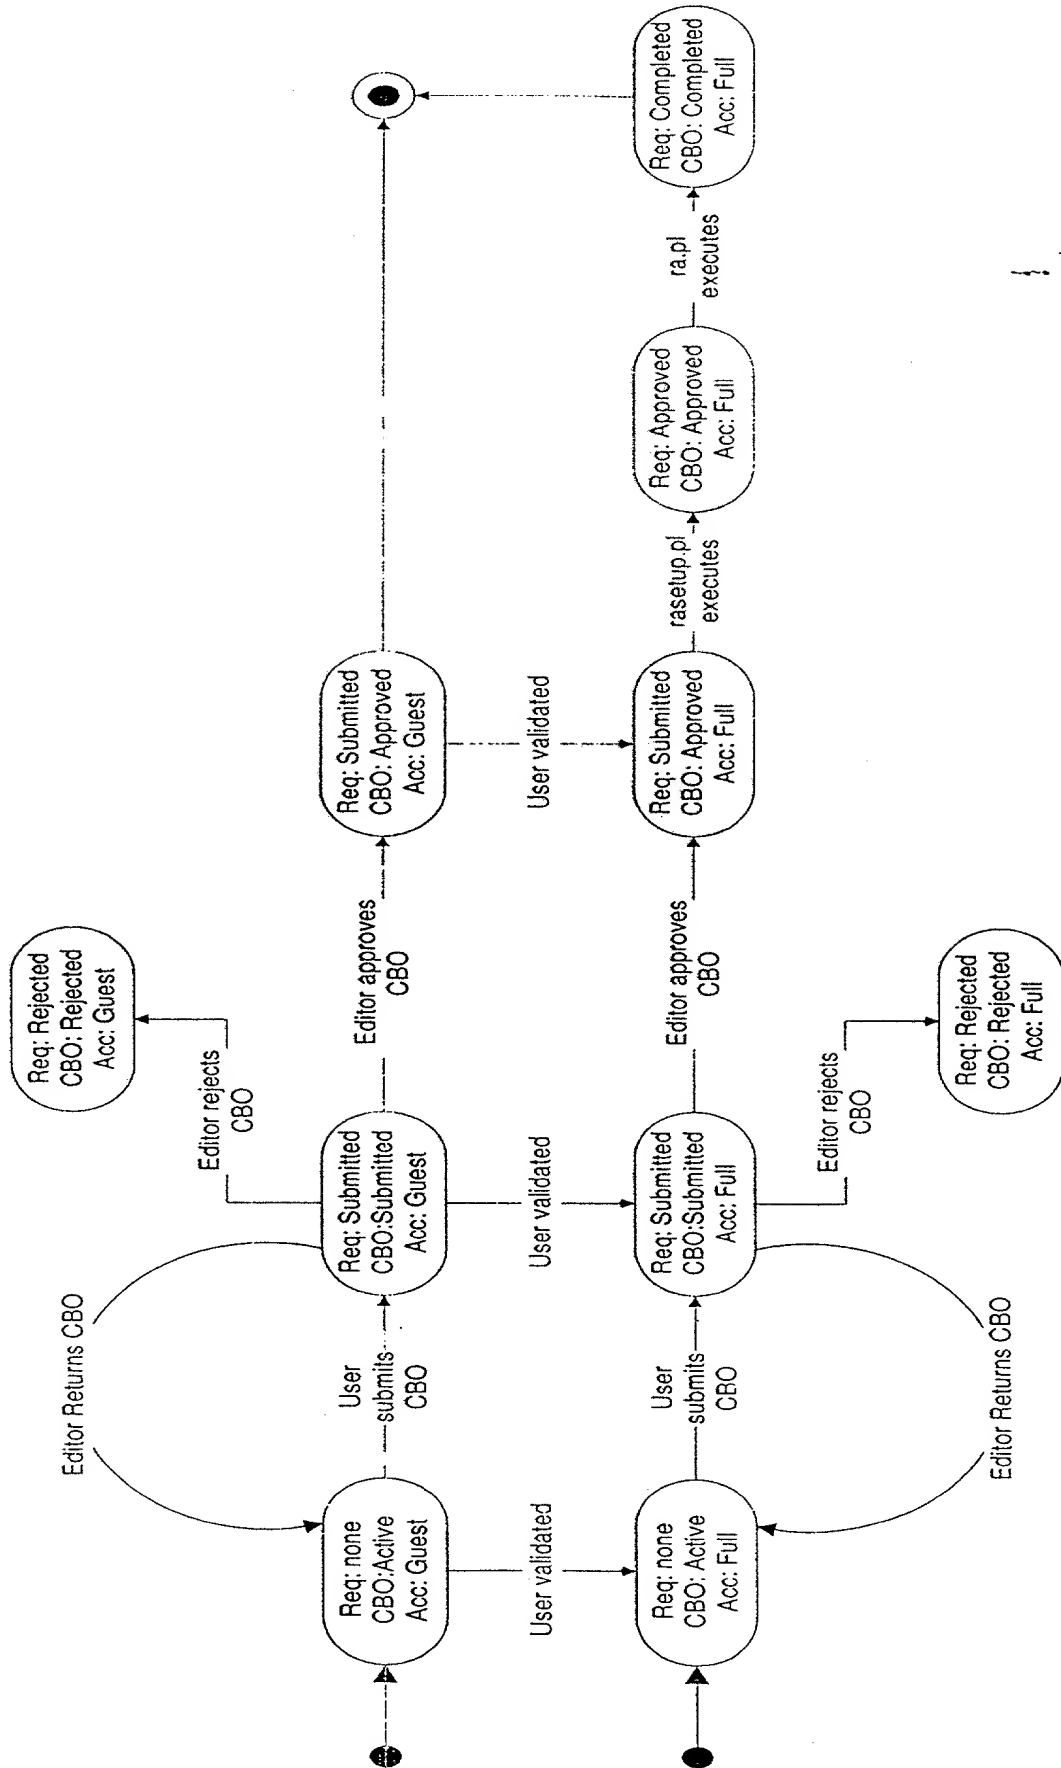 Req: Rejected
CBO: Rejected
Acc: Guest
Editor rejects
CBO
Editor Returns CBO
Req: none
CBO:Active
Acc: Guest
User
submits
CBO
Req: Submitted
CBO:Submitted
Acc: Guest
Editor approves
CBO
Req: Submitted
CBO: Approved
Acc: Guest
User validated
User validated
User validated
Req: none
CBO: Active
Acc: Full
User
submits
CBO
Req: Submitted
CBO:Submitted
Acc: Full
Editor approves
CBO
Req: Submitted
CBO: Approved
Acc: Full
rasetup.pl
executes
Req: Approved
CBO: Approved
Acc: Full
ra.pl
executes
Req: Completed
CBO: Completed
Acc: Full
Editor rejects
CBO
Editor Returns CBO
Req: Rejected
CBO: Rejected
Acc: Full